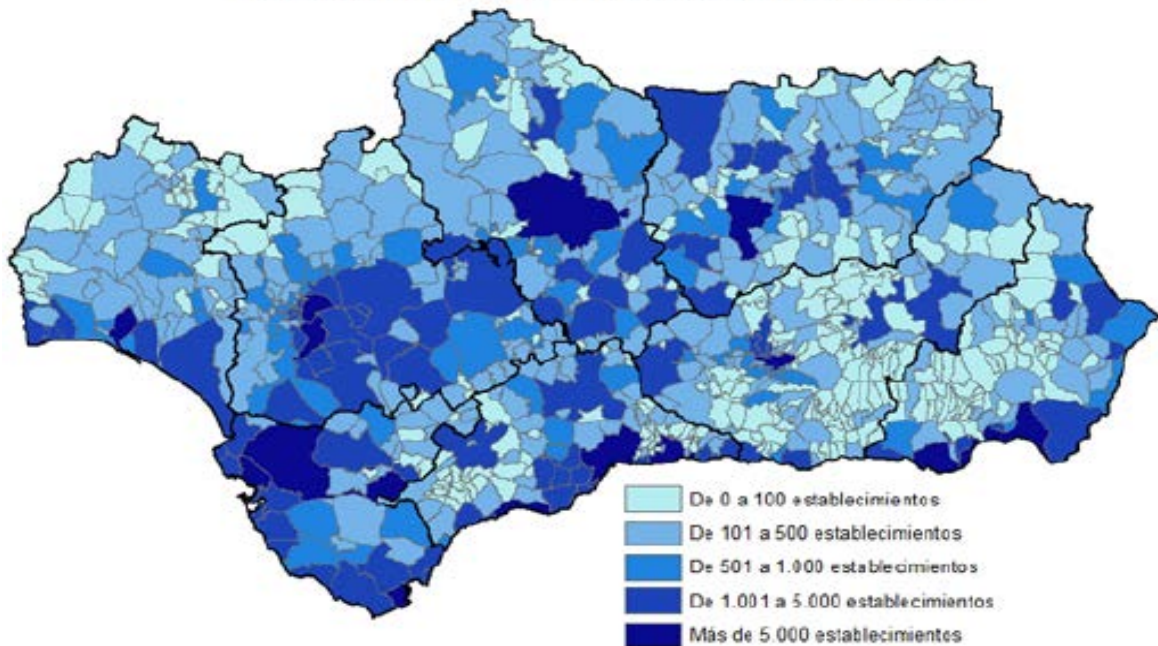 De 0 a 100 establecimientos
De 101 a 500 establecimientos
De 501 a 1.000 establecimientos
De 1.001 a 5.000 establecimientos
Más de 5.000 establecimientos